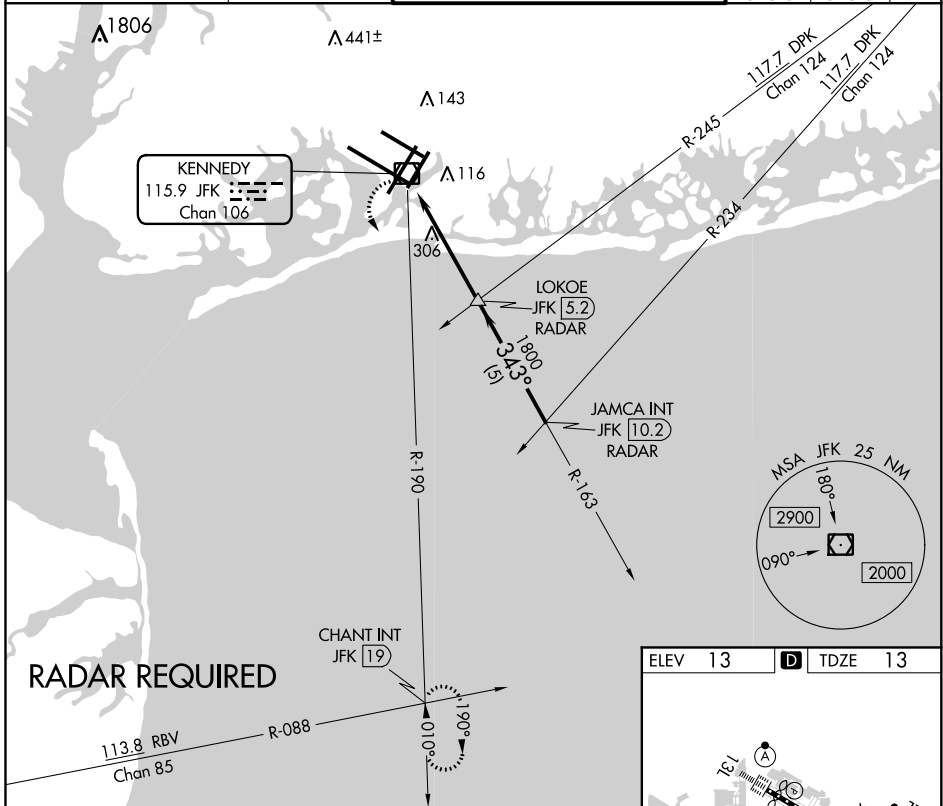 1806
441±
117.7 DPK
Chan 124
117.7 DPK
Chan 124
143
R-245
KENNEDY
115.9 JFK
Chan 106
116
R-234
306
LOKOE
JFK 5.2
RADAR
1800
343°
(5)
JAMCA INT
JFK 10.2
RADAR
R-190
R-163
MSA JFK 25 NM
180°
2900
090°
2000
CHANT INT
JFK 19
RADAR REQUIRED
ELEV 13
D
TDZE 13
190°
010°
R-088
113.8 RBV
Chan 85
A
13L
P